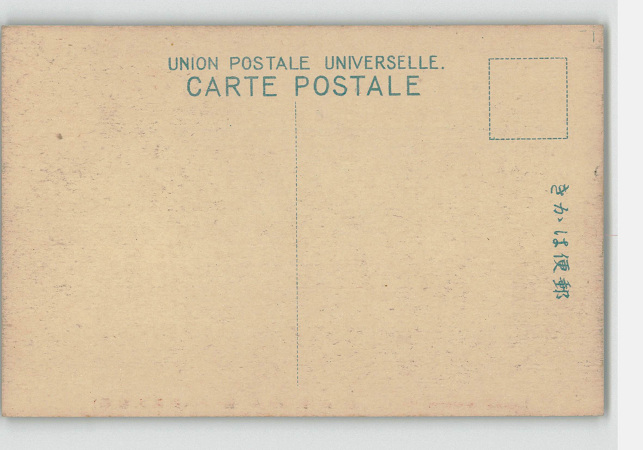 UNION POSTALE UNIVERSELLE.
CARTE POSTALE
きかは便郵